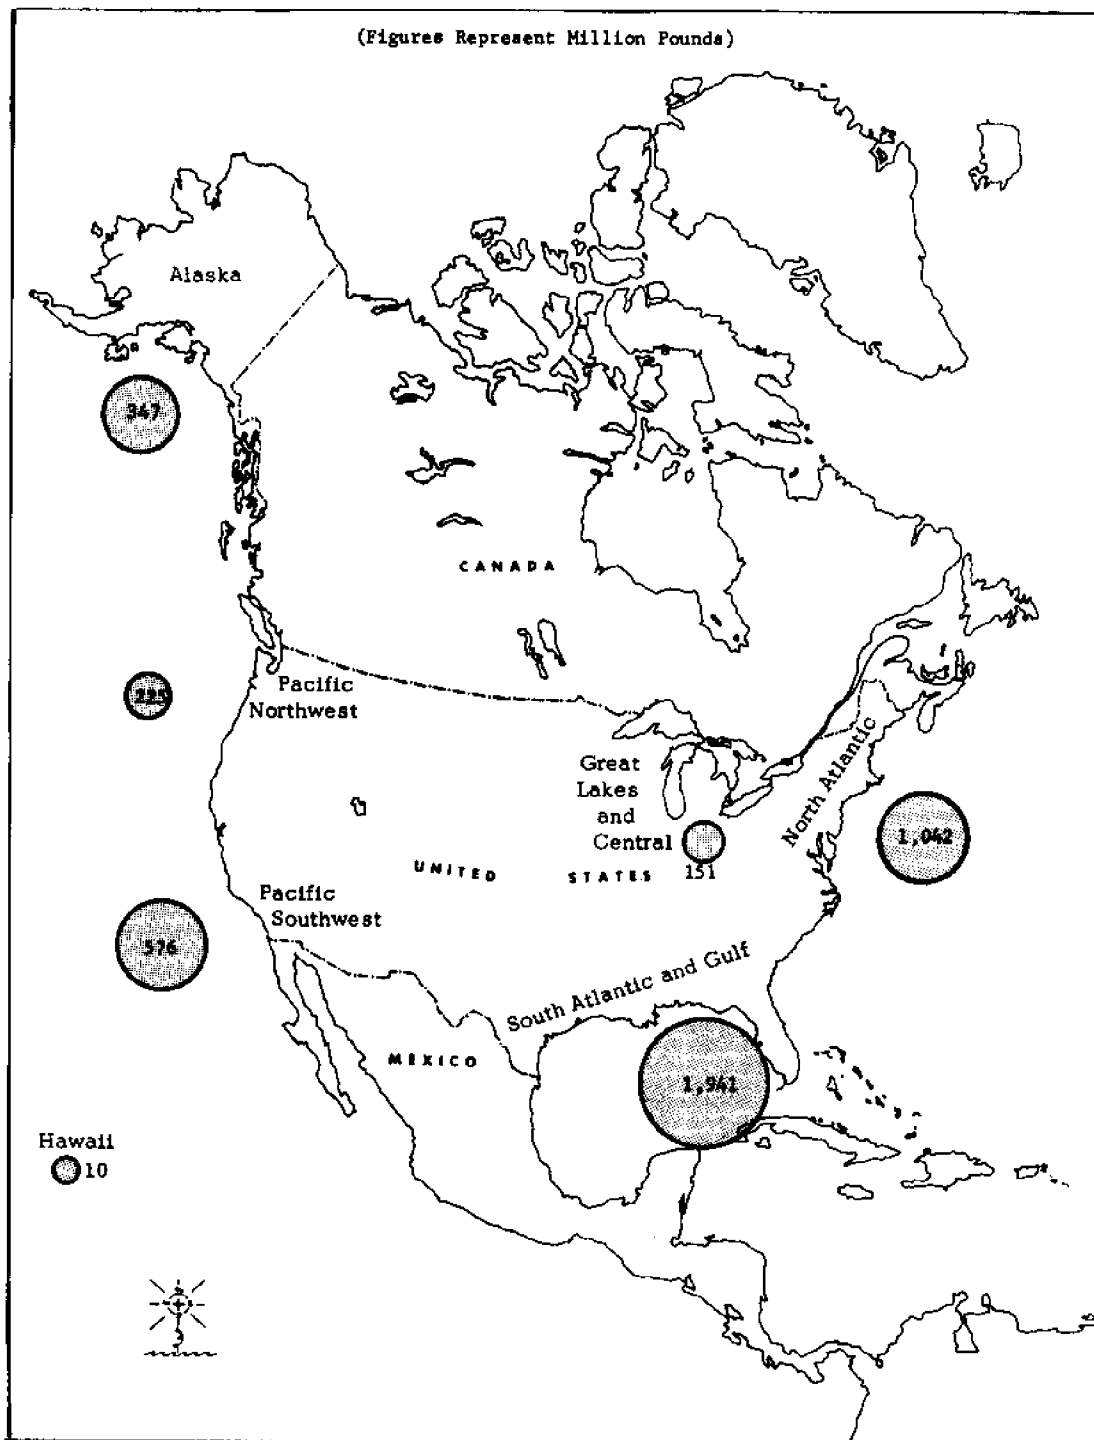 (Figures Represent Million Pounds)
Alaska
347
CANADA
Pacific
Northwest
225
Great
Lakes
and
Central
151
North Atlantic
1,042
UNITED STATES
Pacific
Southwest
576
South Atlantic and Gulf
1,941
MEXICO
Hawaii
10